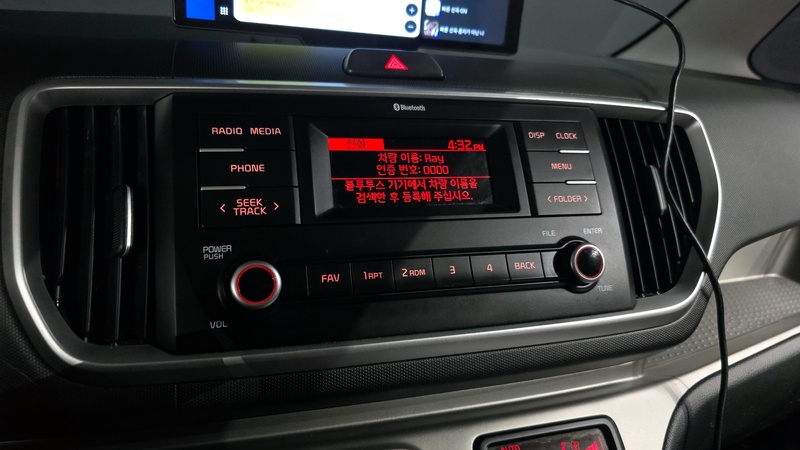 Bluetooth
RADIO MEDIA
PHONE
SEEK
TRACK
4:32 PM
차량 이름: Ray
인증 번호: 0000
블루투스 기기에서 차량 이름을
검색한 후 등록해 주십시오.
DISP CLOCK
MENU
FOLDER
POWER
PUSH
VOL
FAV
1 RPT
2 RDM
3
4
BACK
FILE
ENTER
TUNE
AUTO